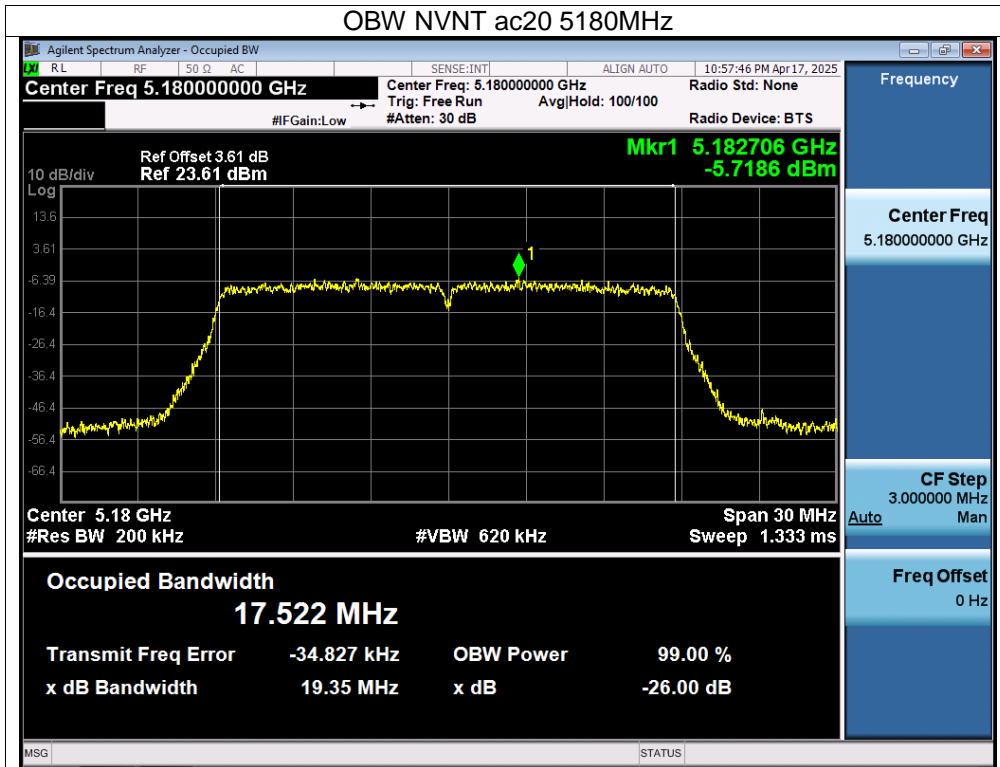 OBW NVNT ac20 5180MHz
Agilent Spectrum Analyzer - Occupied BW
LXI RL RF 50 Ω AC SENSE:INT ALIGN AUTO 10:57:46 PM Apr 17, 2025
Center Freq 5.180000000 GHz
#IFGain:Low
Center Freq: 5.180000000 GHz
Trig: Free Run Avg|Hold: 100/100
#Atten: 30 dB
Radio Std: None
Radio Device: BTS
Frequency
Mkr1 5.182706 GHz
-5.7186 dBm
Ref Offset 3.61 dB
10 dB/div Ref 23.61 dBm
Log
13.6
3.61
-6.39
-16.4
-26.4
-36.4
-46.4
-56.4
-66.4
1
Center 5.18 GHz Span 30 MHz
#Res BW 200 kHz #VBW 620 kHz Sweep 1.333 ms
Center Freq
5.180000000 GHz
CF Step
3.000000 MHz
Auto Man
Freq Offset
0 Hz
Occupied Bandwidth
17.522 MHz
Transmit Freq Error -34.827 kHz OBW Power 99.00 %
x dB Bandwidth 19.35 MHz x dB -26.00 dB
MSG STATUS